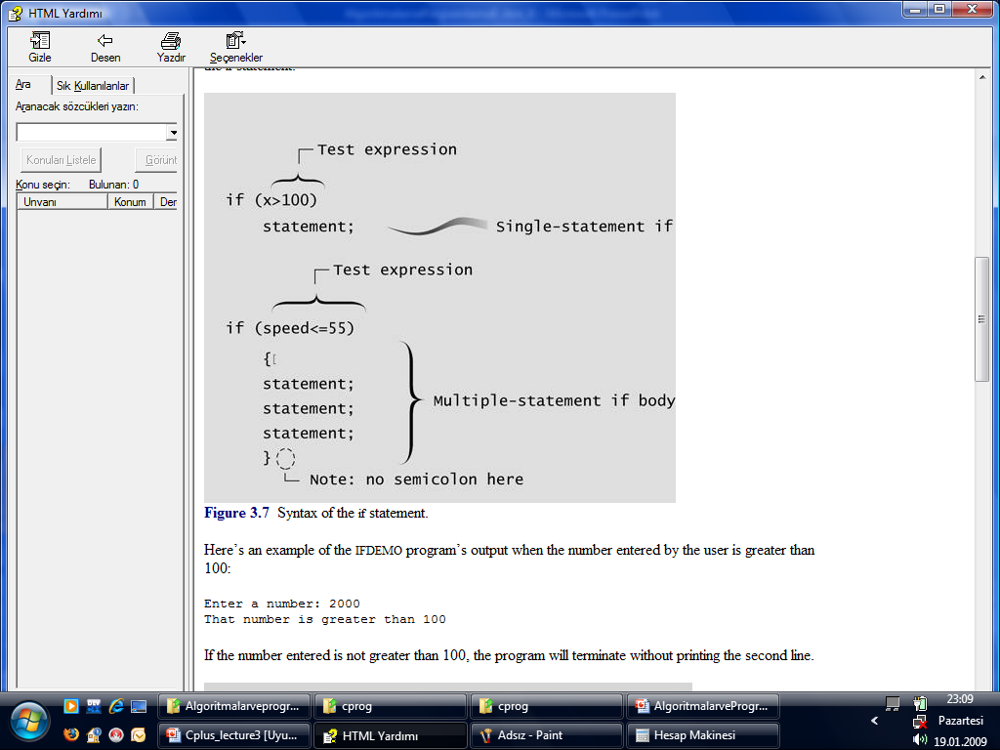 HTML Yardımı
Gizle
Desen
Yazdır
Seçenekler
Ara
Sık Kullanılanlar
Aranacak sözcükleri yazın:
Konuları Listele
Görünt
Konu seçin: Bulunan: 0
Unvanı Konum Der
the if statement.
Test expression
if (x>100)
statement;
Single-statement if
Test expression
if (speed<=55)
{
statement;
statement;
statement;
}
Multiple-statement if body
Note: no semicolon here
Figure 3.7 Syntax of the if statement.
Here's an example of the IFDEMO program's output when the number entered by the user is greater than
100:
Enter a number: 2000
That number is greater than 100
If the number entered is not greater than 100, the program will terminate without printing the second line.
AlgoritmalarveProgr...
cprog
cprog
AlgoritmalarveProgr...
23:09
Pazartesi
Cplus_lecture3 [Uyu...
HTML Yardımı
Adsız - Paint
Hesap Makinesi
19.01.2009